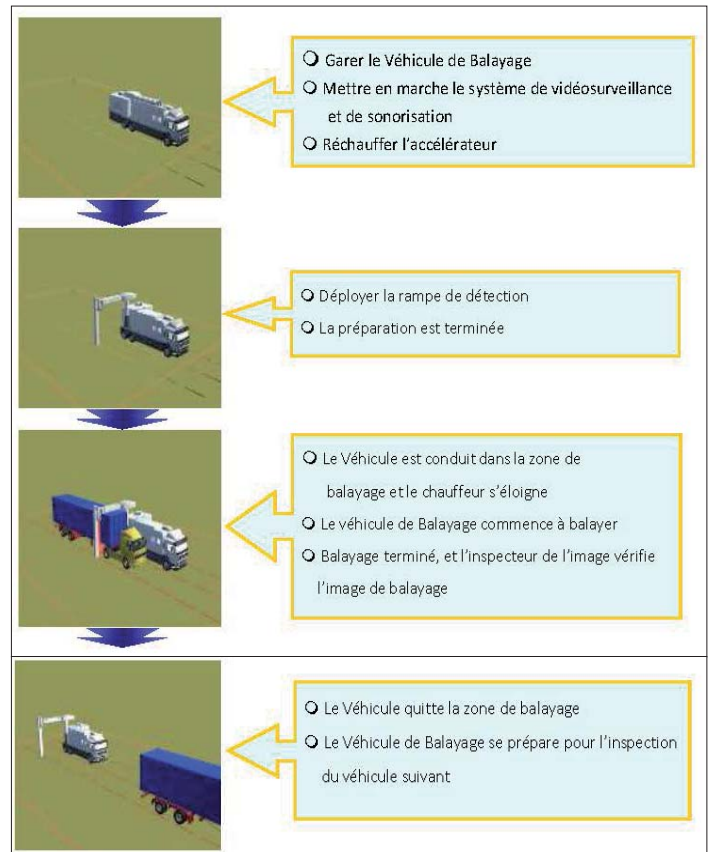 O Garer le Véhicule de Balayage
O Mettre en marche le système de vidéosurveillance
et de sonorisation
O Réchauffer l'accélérateur
O Déployer la rampe de détection
O La préparation est terminée
O Le Véhicule est conduit dans la zone de
balayage et le chauffeur s'éloigne
O Le véhicule de Balayage commence à balayer
O Balayage terminé, et l'inspecteur de l'image vérifie
l'image de balayage
O Le Véhicule quitte la zone de balayage
O Le Véhicule de Balayage se prépare pour l'inspection
du véhicule suivant